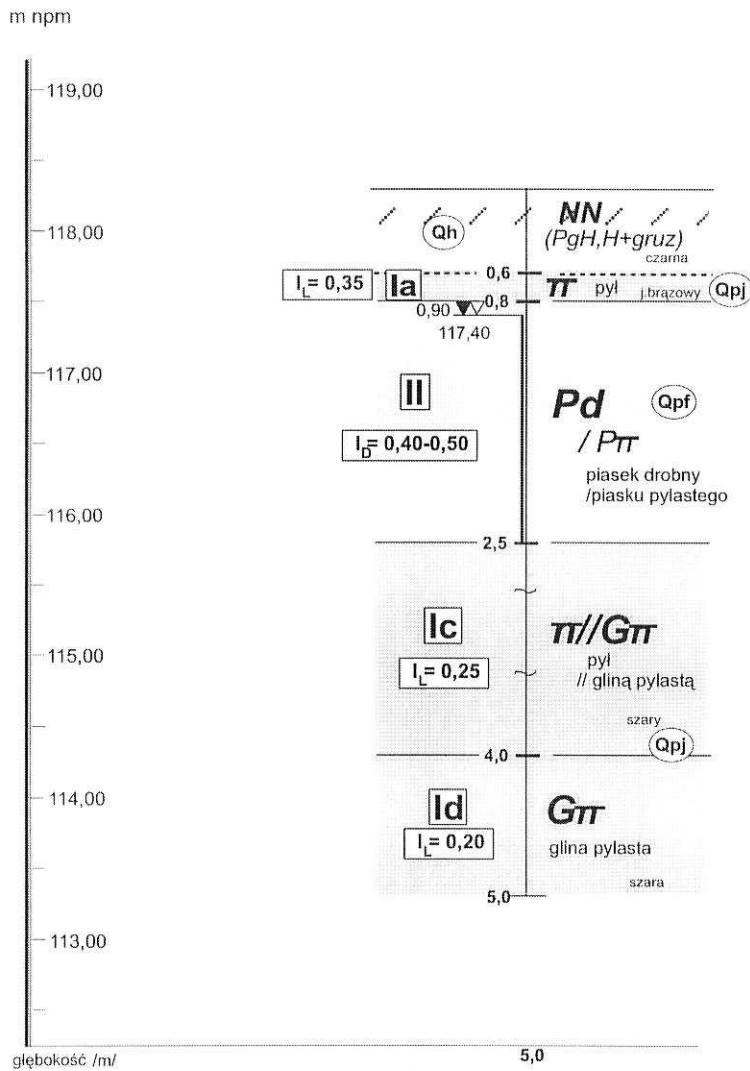 m npm
119,00
118,00
117,00
116,00
115,00
114,00
113,00
NN
(PgH,H+gruz)
czarna
Qh
0,6
I_L= 0,35
Ia
π pył j.brązowy
Qpj
0,8
0,90
117,40
II
I_D= 0,40-0,50
Pd
/ Pπ
Qpf
piasek drobny
/piasku pylastego
2,5
Ic
I_L= 0,25
π//Gπ
pył
// gliną pylastą
szary
Qpj
4,0
Id
I_L= 0,20
Gπ
glina pylasta
szara
5,0
głębokość /m/
5,0